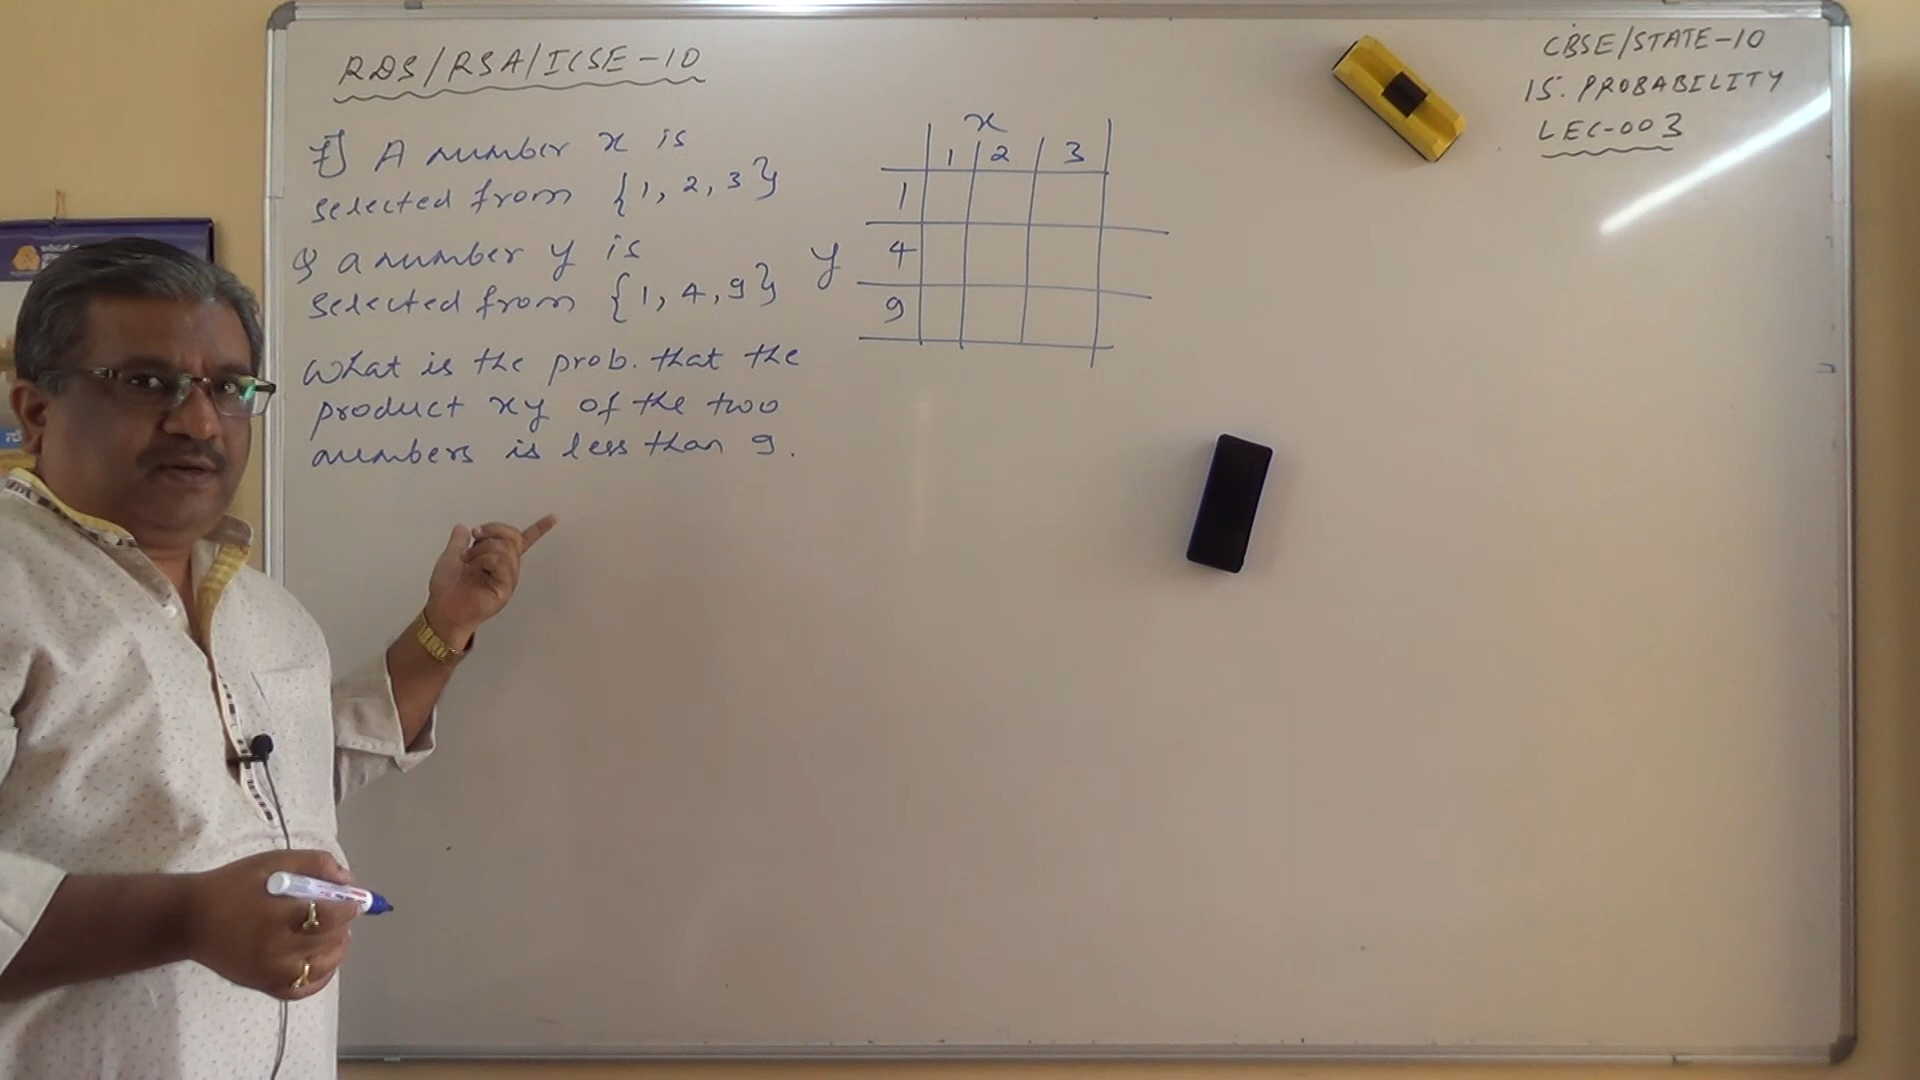 RDS/RSA/ICSE-10
7] A number x is
selected from {1, 2, 3}
& a number y is
selected from {1, 4, 9}
What is the prob. that the
product xy of the two
numbers is less than 9.
x
1 2 3
1
y 4
9
CBSE/STATE-10
15. PROBABILITY
LEC-003